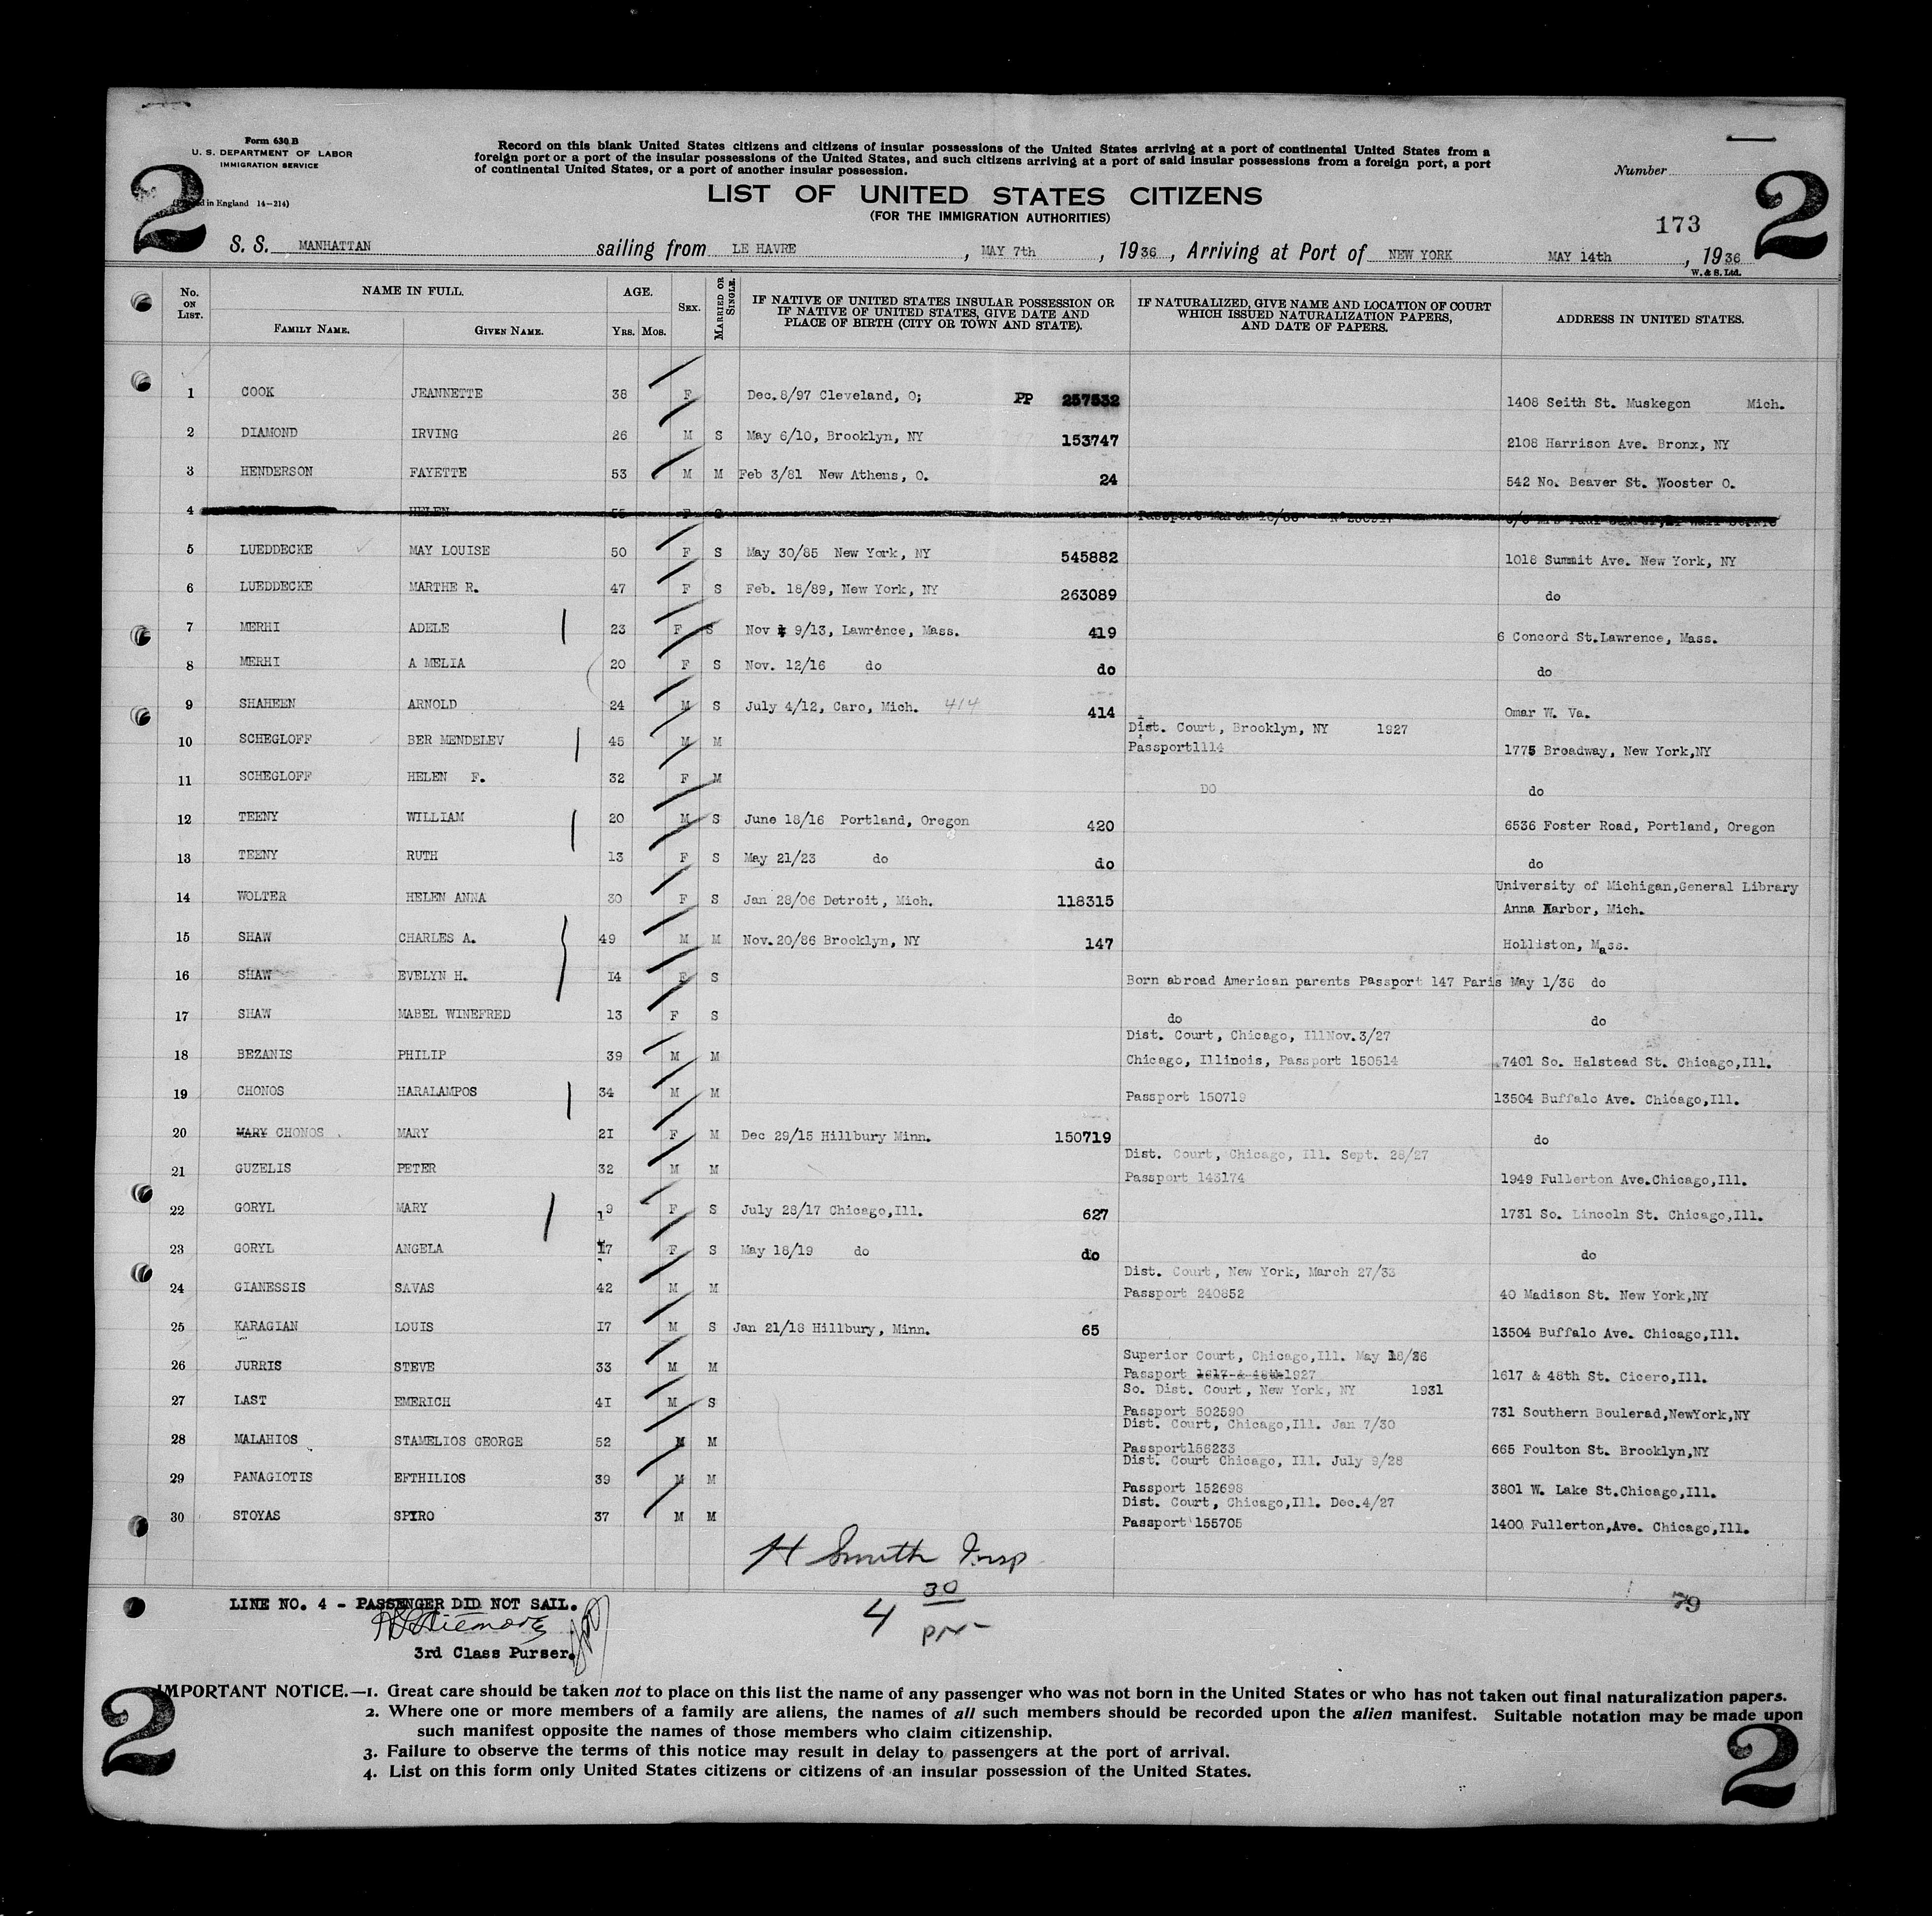 Form 630 B
U. S. DEPARTMENT OF LABOR
IMMIGRATION SERVICE
2
in England 14-214)
Record on this blank United States citizens and citizens of insular possessions of the United States arriving at a port of continental United States from a
foreign port or a port of the insular possessions of the United States, and such citizens arriving at a port of said insular possessions from a foreign port, a port
of continental United States, or a port of another insular possession.
LIST OF UNITED STATES CITIZENS
(FOR THE IMMIGRATION AUTHORITIES)
Number
2
173
S. S. MANHATTAN sailing from LE HAVRE, MAY 7th, 1936, Arriving at Port of NEW YORK MAY 14th, 1936
W. & S. Ltd.
No. ON LIST. NAME IN FULL. FAMILY NAME. GIVEN NAME. AGE. YRS. MOS. SEX. MARRIED OR SINGLE. IF NATIVE OF UNITED STATES INSULAR POSSESSION OR IF NATIVE OF UNITED STATES, GIVE DATE AND PLACE OF BIRTH (CITY OR TOWN AND STATE). IF NATURALIZED, GIVE NAME AND LOCATION OF COURT WHICH ISSUED NATURALIZATION PAPERS, AND DATE OF PAPERS. ADDRESS IN UNITED STATES.
1 COOK JEANNETTE 38 F Dec. 8/97 Cleveland, O; PP 257532 1408 Seith St. Muskegon Mich.
2 DIAMOND IRVING 26 M S May 6/10, Brooklyn, NY 153747 2108 Harrison Ave. Bronx, NY
3 HENDERSON FAYETTE 53 M M Feb 3/81 New Athens, O. 24 542 No. Beaver St. Wooster O.
4 HELEN
5 LUEDDECKE MAY LOUISE 50 F S May 30/85 New York, NY 545882 1018 Summit Ave. New York, NY
6 LUEDDECKE MARTHE R. 47 F S Feb. 18/89, New York, NY 263089 do
7 MERHI ADELE 23 F S Nov 9/13, Lawrence, Mass. 419 6 Concord St.Lawrence, Mass.
8 MERHI A MELIA 20 F S Nov. 12/16 do do do
9 SHAHEEN ARNOLD 24 M S July 4/12, Caro, Mich. 414 414 Omar W. Va.
Dist. Court, Brooklyn, NY 1927
10 SCHEGLOFF BER MENDELEV 45 M M Passport1114 1775 Broadway, New York,NY
11 SCHEGLOFF HELEN F. 32 F M DO do
12 TEENY WILLIAM 20 M S June 18/16 Portland, Oregon 420 6536 Foster Road, Portland, Oregon
13 TEENY RUTH 13 F S May 21/23 do do do
University of Michigan,General Library
14 WOLTER HELEN ANNA 30 F S Jan 28/06 Detroit, Mich. 118315 Anna Harbor, Mich.
15 SHAW CHARLES A. 49 M M Nov. 20/86 Brooklyn, NY 147 Holliston, Mass.
16 SHAW EVELYN H. 14 F S Born abroad American parents Passport 147 Paris May 1/36 do
17 SHAW MABEL WINEFRED 13 F S do do
Dist. Court, Chicago, IllNov.3/27
18 BEZANIS PHILIP 39 M M Chicago, Illinois, Passport 150514 7401 So. Halstead St. Chicago,Ill.
19 CHONOS HARALAMPOS 34 M M Passport 150719 13504 Buffalo Ave. Chicago,Ill.
20 MARY CHONOS MARY 21 F M Dec 29/15 Hillbury Minn. 150719 do
Dist. Court, Chicago, Ill. Sept. 28/27
21 GUZELIS PETER 32 M M Passport 143174 1949 Fullerton Ave.Chicago,Ill.
22 GORYL MARY 19 F S July 28/17 Chicago,Ill. 627 1731 So. Lincoln St. Chicago,Ill.
23 GORYL ANGELA 17 F S May 18/19 do do do
Dist. Court, New York, March 27/33
24 GIANESSIS SAVAS 42 M M Passport 240852 40 Madison St. New York,NY
25 KARAGIAN LOUIS 17 M S Jan 21/18 Hillbury, Minn. 65 13504 Buffalo Ave. Chicago,Ill.
Superior Court, Chicago,Ill. May 18/36
26 JURRIS STEVE 33 M M Passport 1617 & 48th1927 1617 & 48th St. Cicero,Ill.
So. Dist. Court, New York, NY 1931
27 LAST EMERICH 41 M S Passport 502590 731 Southern Boulerad,NewYork,NY
Dist. Court, Chicago,Ill. Jan 7/30
28 MALAHIOS STAMELIOS GEORGE 52 M M Passport156233 665 Foulton St. Brooklyn,NY
Dist. Court Chicago, Ill. July 9/28
29 PANAGIOTIS EFTHILIOS 39 M M Passport 152698 3801 W. Lake St.Chicago,Ill.
Dist. Court, Chicago,Ill. Dec.4/27
30 STOYAS SPYRO 37 M M Passport 155705 1400 Fullerton,Ave. Chicago,Ill.
H Smith Insp
4 30 PM
79
LINE NO. 4 - PASSENGER DID NOT SAIL.
3rd Class Purser.
IMPORTANT NOTICE.—1. Great care should be taken not to place on this list the name of any passenger who was not born in the United States or who has not taken out final naturalization papers.
2. Where one or more members of a family are aliens, the names of all such members should be recorded upon the alien manifest. Suitable notation may be made upon
such manifest opposite the names of those members who claim citizenship.
3. Failure to observe the terms of this notice may result in delay to passengers at the port of arrival.
4. List on this form only United States citizens or citizens of an insular possession of the United States.
2
2